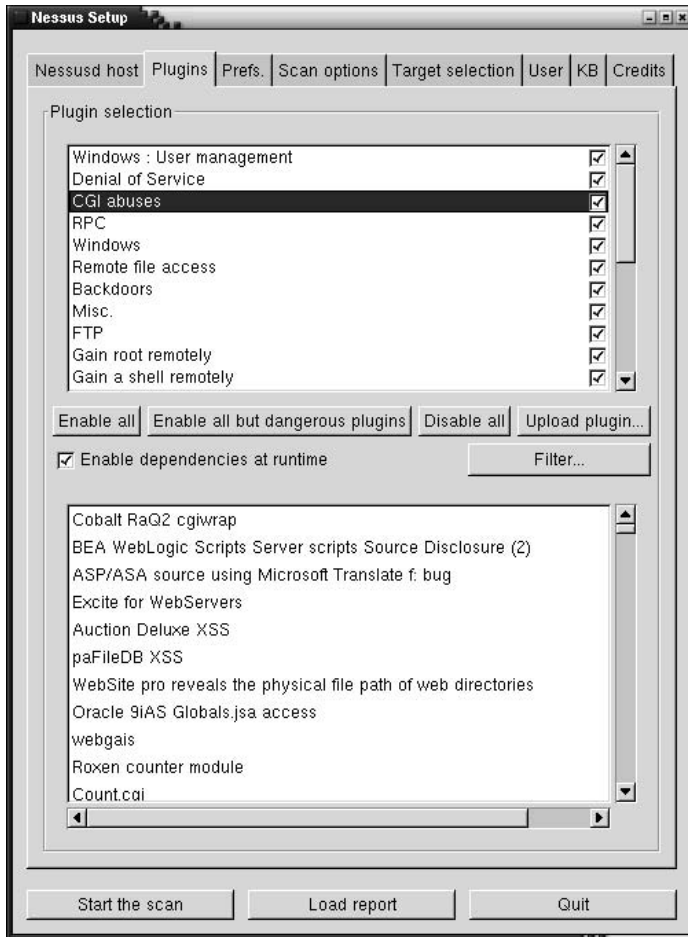 Nessus Setup
Nessusd host Plugins Prefs. Scan options Target selection User KB Credits
Plugin selection
Windows : User management
Denial of Service
CGI abuses
RPC
Windows
Remote file access
Backdoors
Misc.
FTP
Gain root remotely
Gain a shell remotely
Enable all Enable all but dangerous plugins Disable all Upload plugin...
Enable dependencies at runtime Filter...
Cobalt RaQ2 cgiwrap
BEA WebLogic Scripts Server scripts Source Disclosure (2)
ASP/ASA source using Microsoft Translate f: bug
Excite for WebServers
Auction Deluxe XSS
paFileDB XSS
WebSite pro reveals the physical file path of web directories
Oracle 9iAS Globals.jsa access
webgais
Roxen counter module
Count.cgi
Start the scan Load report Quit